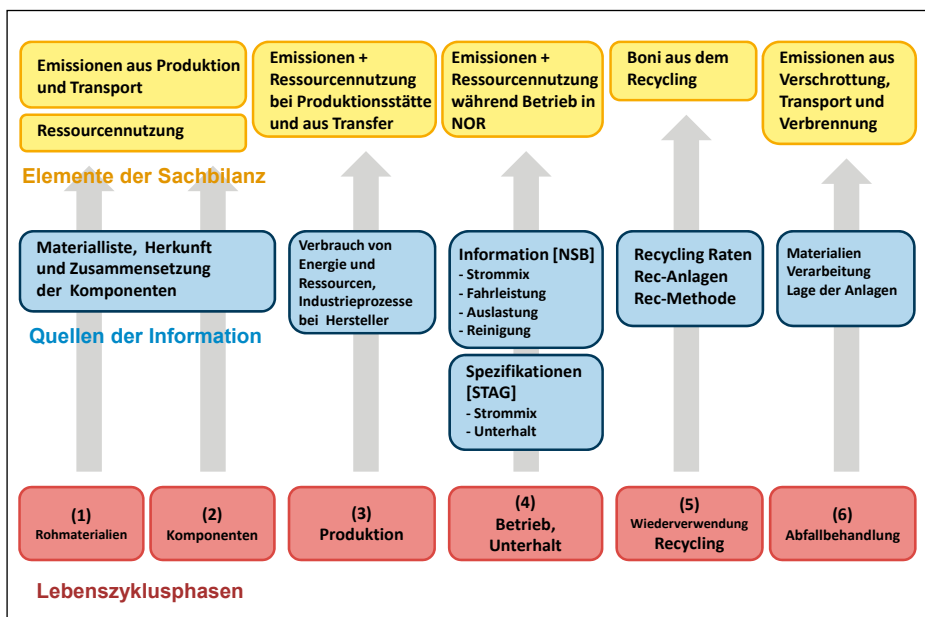 Emissionen aus Produktion
und Transport
Ressourcennutzung
Emissionen +
Ressourcennutzung
bei Produktionsstätte
und aus Transfer
Emissionen +
Ressourcennutzung
während Betrieb in
NOR
Boni aus dem
Recycling
Emissionen aus
Verschrottung,
Transport und
Verbrennung
Elemente der Sachbilanz
Materialliste, Herkunft
und Zusammensetzung
der Komponenten
Verbrauch von
Energie und
Ressourcen,
Industrieprozesse
bei Hersteller
Information [NSB]
- Strommix
- Fahrleistung
- Auslastung
- Reinigung
Recycling Raten
Rec-Anlagen
Rec-Methode
Materialien
Verarbeitung
Lage der Anlagen
Quellen der Information
Spezifikationen
[STAG]
- Strommix
- Unterhalt
(1)
Rohmaterialien
(2)
Komponenten
(3)
Produktion
(4)
Betrieb,
Unterhalt
(5)
Wiederverwendung
Recycling
(6)
Abfallbehandlung
Lebenszyklusphasen